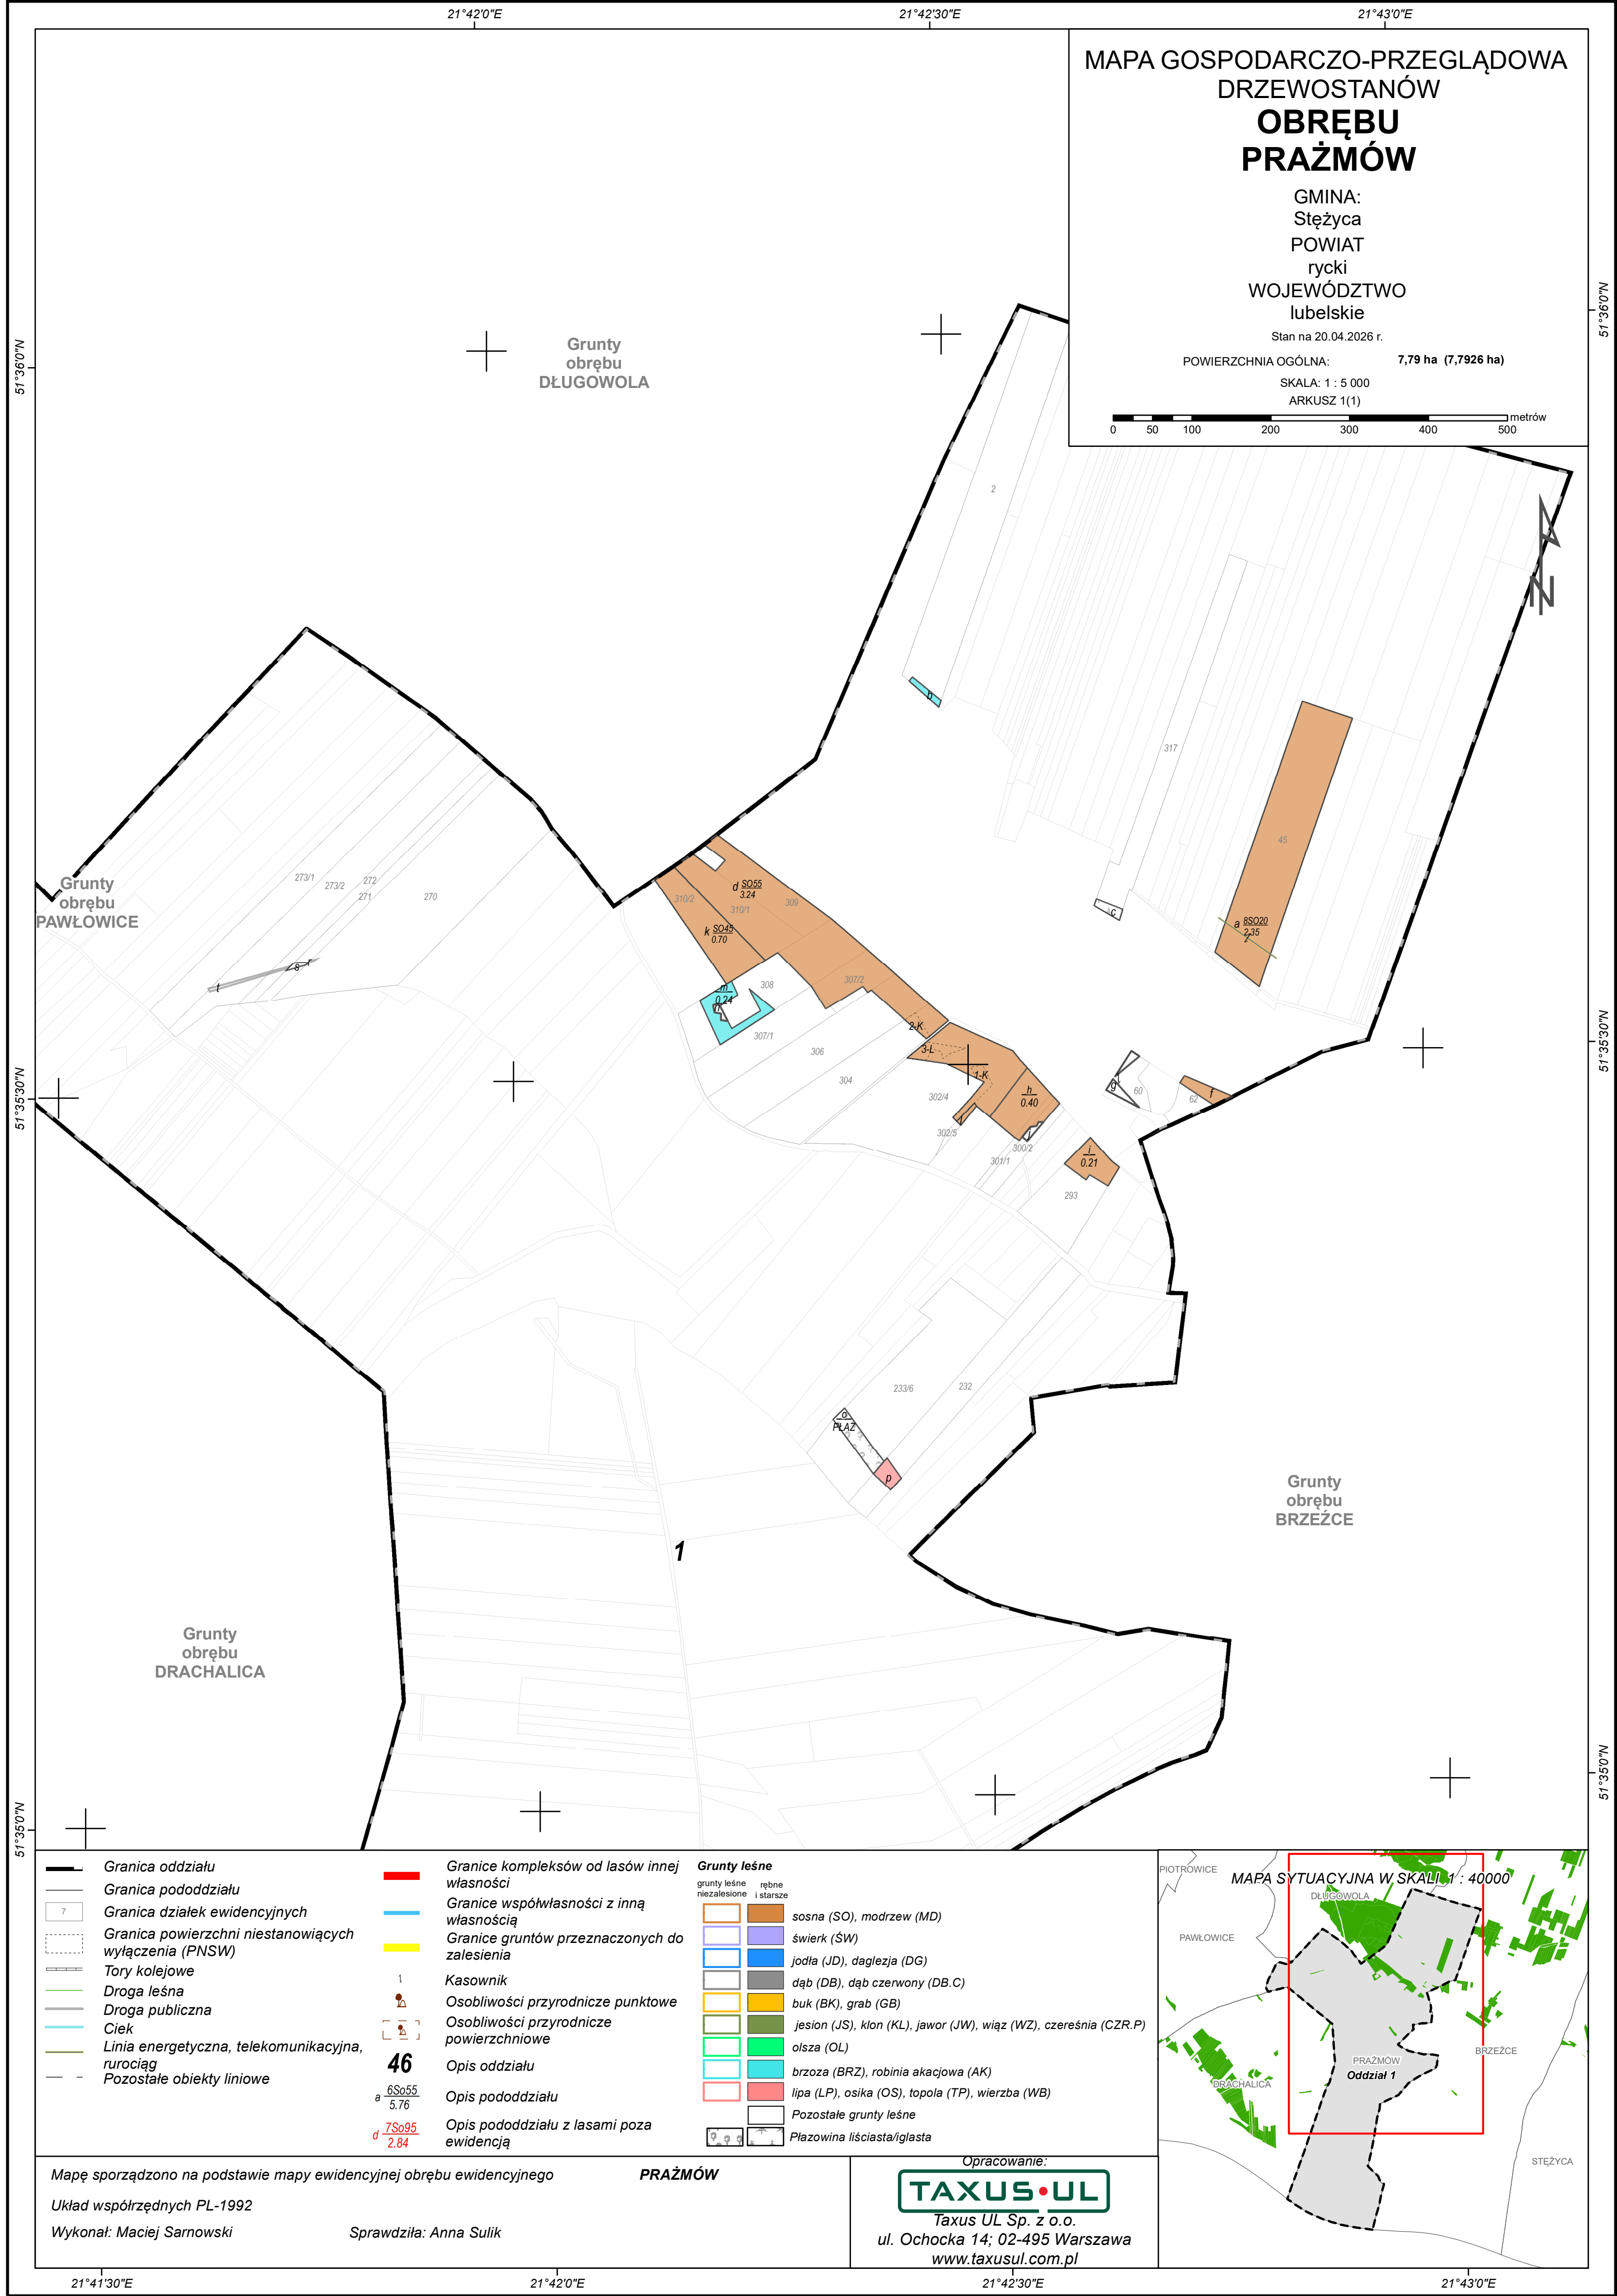 21°42'0"E
21°42'30"E
21°43'0"E
MAPA GOSPODARCZO-PRZEGLĄDOWA
DRZEWOSTANÓW
OBRĘBU
PRAŻMÓW
GMINA:
Stężyca
POWIAT
rycki
WOJEWÓDZTWO
lubelskie
Stan na 20.04.2026 r.
POWIERZCHNIA OGÓLNA: 7,79 ha (7,7926 ha)
SKALA: 1 : 5 000
ARKUSZ 1(1)
metrów
0 50 100 200 300 400 500
51°36'0"N
51°36'0"N
Grunty
obrębu
DŁUGOWOLA
2
N
b
317
45
Grunty
obrębu
PAWŁOWICE
273/1
273/2
272
271
270
s
r
t
d SO55
3.24
309
310/2
310/1
k SO45
0.70
c
a 8SO20
2.35
m
0.24
n
308
307/2
307/1
306
304
2-K
3-L
1-K
302/4
302/5
h
0.40
j
l
300/2
301/1
g
60
62
f
i
0.21
293
51°35'30"N
51°35'30"N
233/6
232
o
PŁAZ
p
1
Grunty
obrębu
BRZEŹCE
Grunty
obrębu
DRACHALICA
51°35'0"N
51°35'0"N
Granica oddziału
Granica pododdziału
7
Granica działek ewidencyjnych
Granica powierzchni niestanowiących
wyłączenia (PNSW)
Tory kolejowe
Droga leśna
Droga publiczna
Ciek
Linia energetyczna, telekomunikacyjna,
rurociąg
Pozostałe obiekty liniowe
Granice kompleksów od lasów innej
własności
Granice współwłasności z inną
własnością
Granice gruntów przeznaczonych do
zalesienia
Kasownik
Osobliwości przyrodnicze punktowe
Osobliwości przyrodnicze
powierzchniowe
46
Opis oddziału
a 6So55
5.76
Opis pododdziału
d 7So95
2.84
Opis pododdziału z lasami poza
ewidencją
Grunty leśne
grunty leśne
niezalesione
rębne
i starsze
sosna (SO), modrzew (MD)
świerk (ŚW)
jodła (JD), daglezja (DG)
dąb (DB), dąb czerwony (DB.C)
buk (BK), grab (GB)
jesion (JS), klon (KL), jawor (JW), wiąz (WZ), czereśnia (CZR.P)
olsza (OL)
brzoza (BRZ), robinia akacjowa (AK)
lipa (LP), osika (OS), topola (TP), wierzba (WB)
Pozostałe grunty leśne
Płazowina liściasta/iglasta
MAPA SYTUACYJNA W SKALI 1 : 40000
PIOTROWICE
DŁUGOWOLA
PAWŁOWICE
PRAŻMÓW
Oddział 1
BRZEŹCE
DRACHALICA
STĘŻYCA
Mapę sporządzono na podstawie mapy ewidencyjnej obrębu ewidencyjnego PRAŻMÓW
Układ współrzędnych PL-1992
Wykonał: Maciej Sarnowski Sprawdziła: Anna Sulik
Opracowanie:
TAXUS UL
Taxus UL Sp. z o.o.
ul. Ochocka 14; 02-495 Warszawa
www.taxusul.com.pl
21°41'30"E
21°42'0"E
21°42'30"E
21°43'0"E